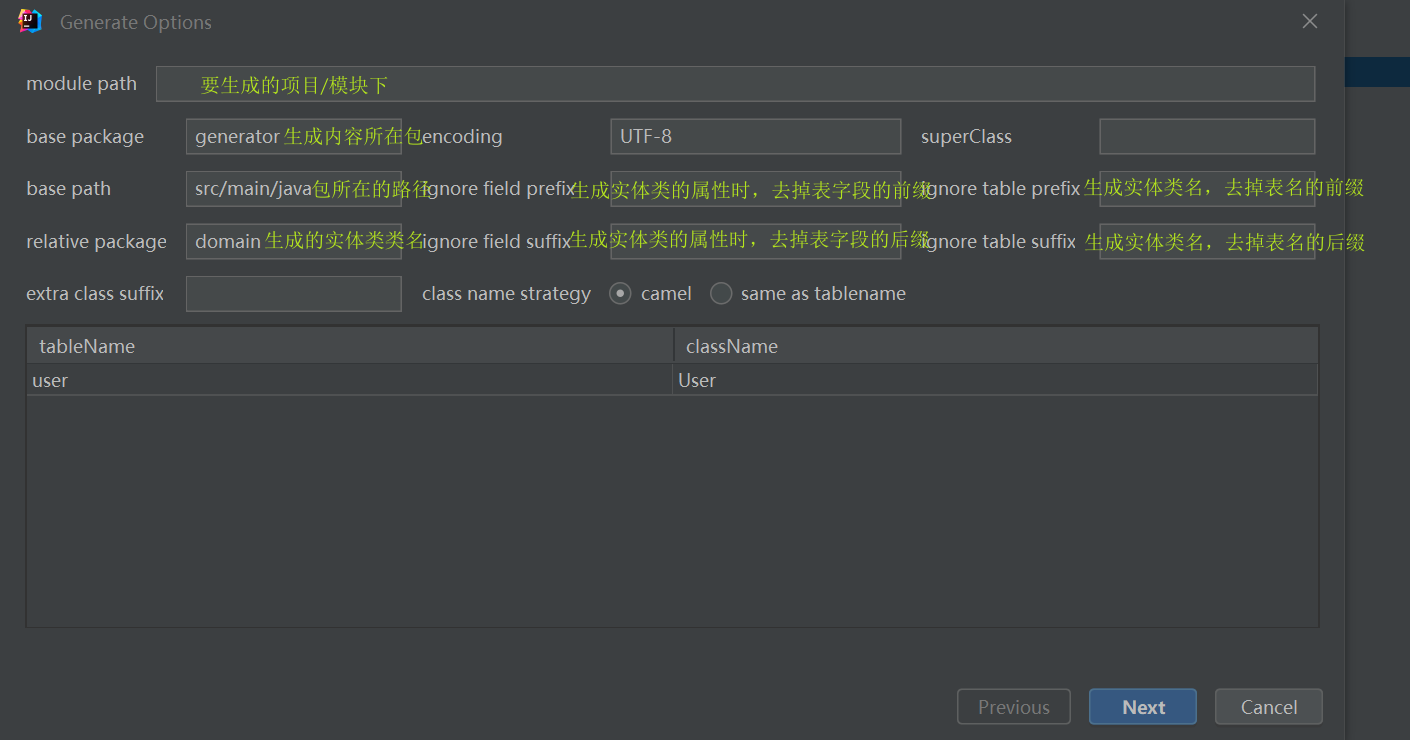 Generate Options
module path 要生成的项目/模块下
base package generator 生成内容所在包 encoding UTF-8 superClass
base path src/main/java 包所在的路径 ignore field prefix 生成实体类的属性时，去掉表字段的前缀 ignore table prefix 生成实体类名，去掉表名的前缀
relative package domain 生成的实体类类名 ignore field suffix 生成实体类的属性时，去掉表字段的后缀 ignore table suffix 生成实体类名，去掉表名的后缀
extra class suffix class name strategy camel same as tablename
tableName className
user User
Previous Next Cancel